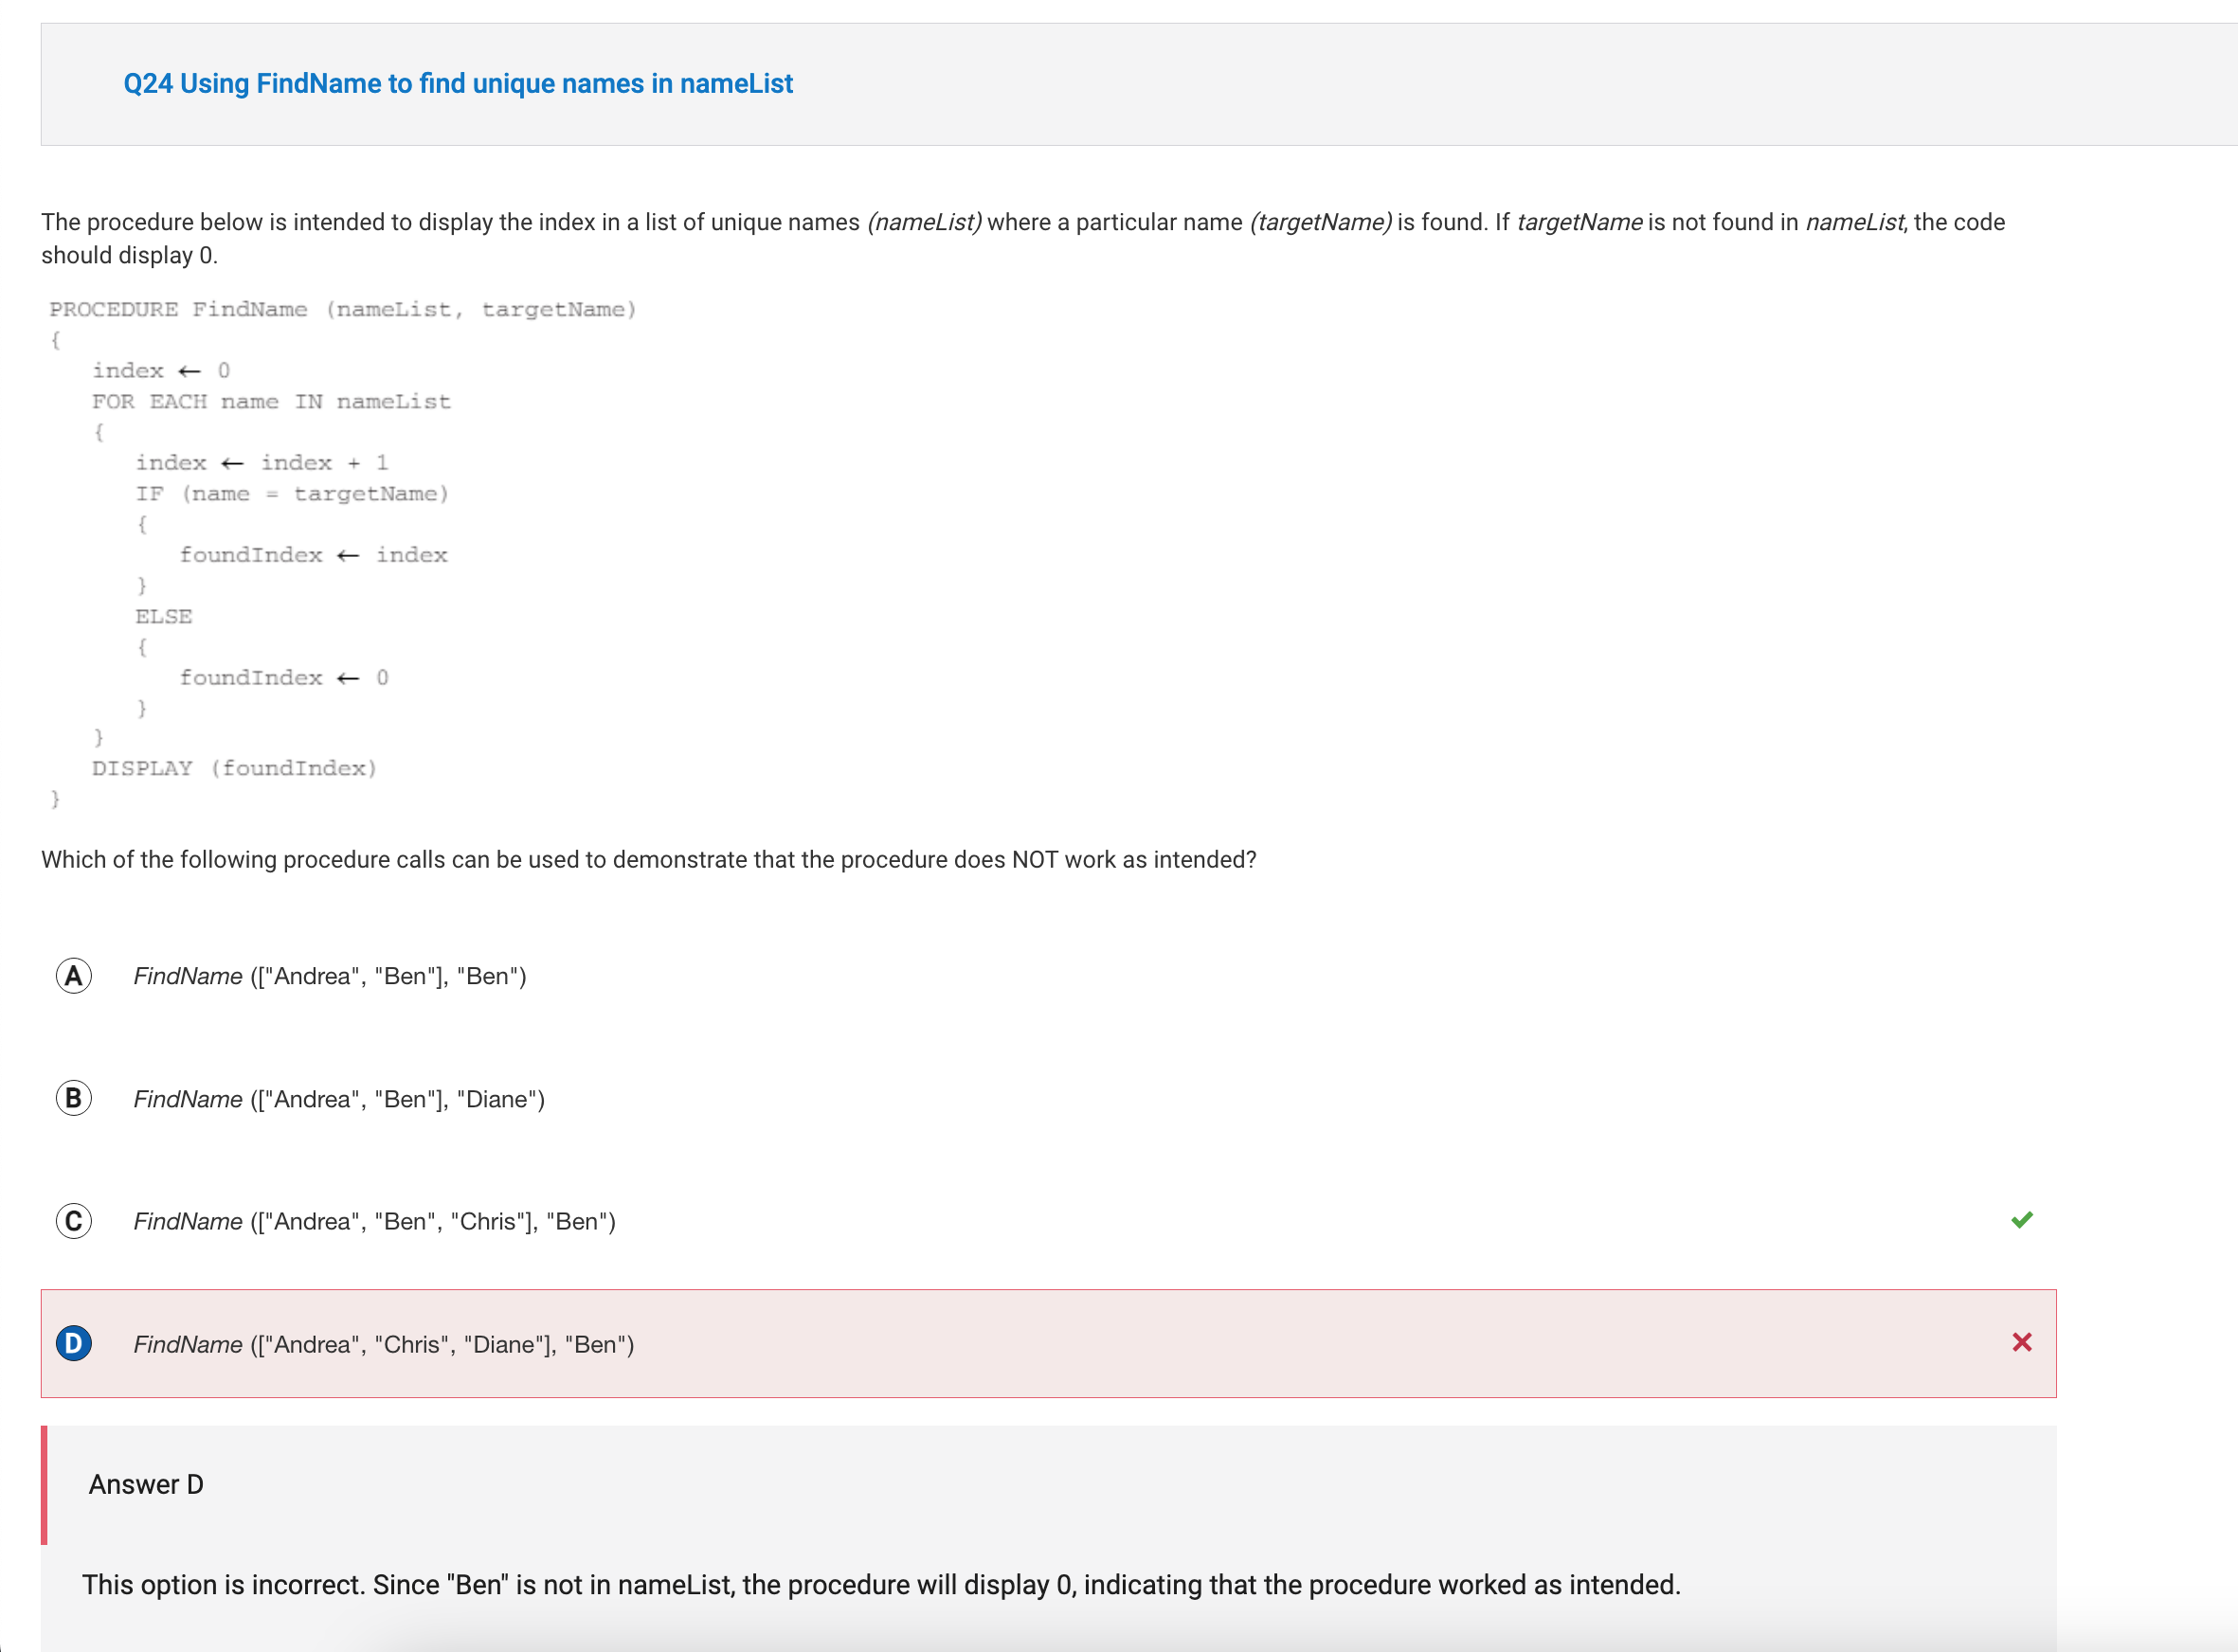 Q24 Using FindName to find unique names in nameList
The procedure below is intended to display the index in a list of unique names (nameList) where a particular name (targetName) is found. If targetName is not found in nameList, the code
should display 0.
PROCEDURE FindName (nameList, targetName)
{
index ← 0
FOR EACH name IN nameList
{
index ← index + 1
IF (name = targetName)
{
foundIndex ← index
}
ELSE
{
foundIndex ← 0
}
}
DISPLAY (foundIndex)
}
Which of the following procedure calls can be used to demonstrate that the procedure does NOT work as intended?
A FindName (["Andrea", "Ben"], "Ben")
B FindName (["Andrea", "Ben"], "Diane")
C FindName (["Andrea", "Ben", "Chris"], "Ben")
D FindName (["Andrea", "Chris", "Diane"], "Ben")
Answer D
This option is incorrect. Since "Ben" is not in nameList, the procedure will display 0, indicating that the procedure worked as intended.